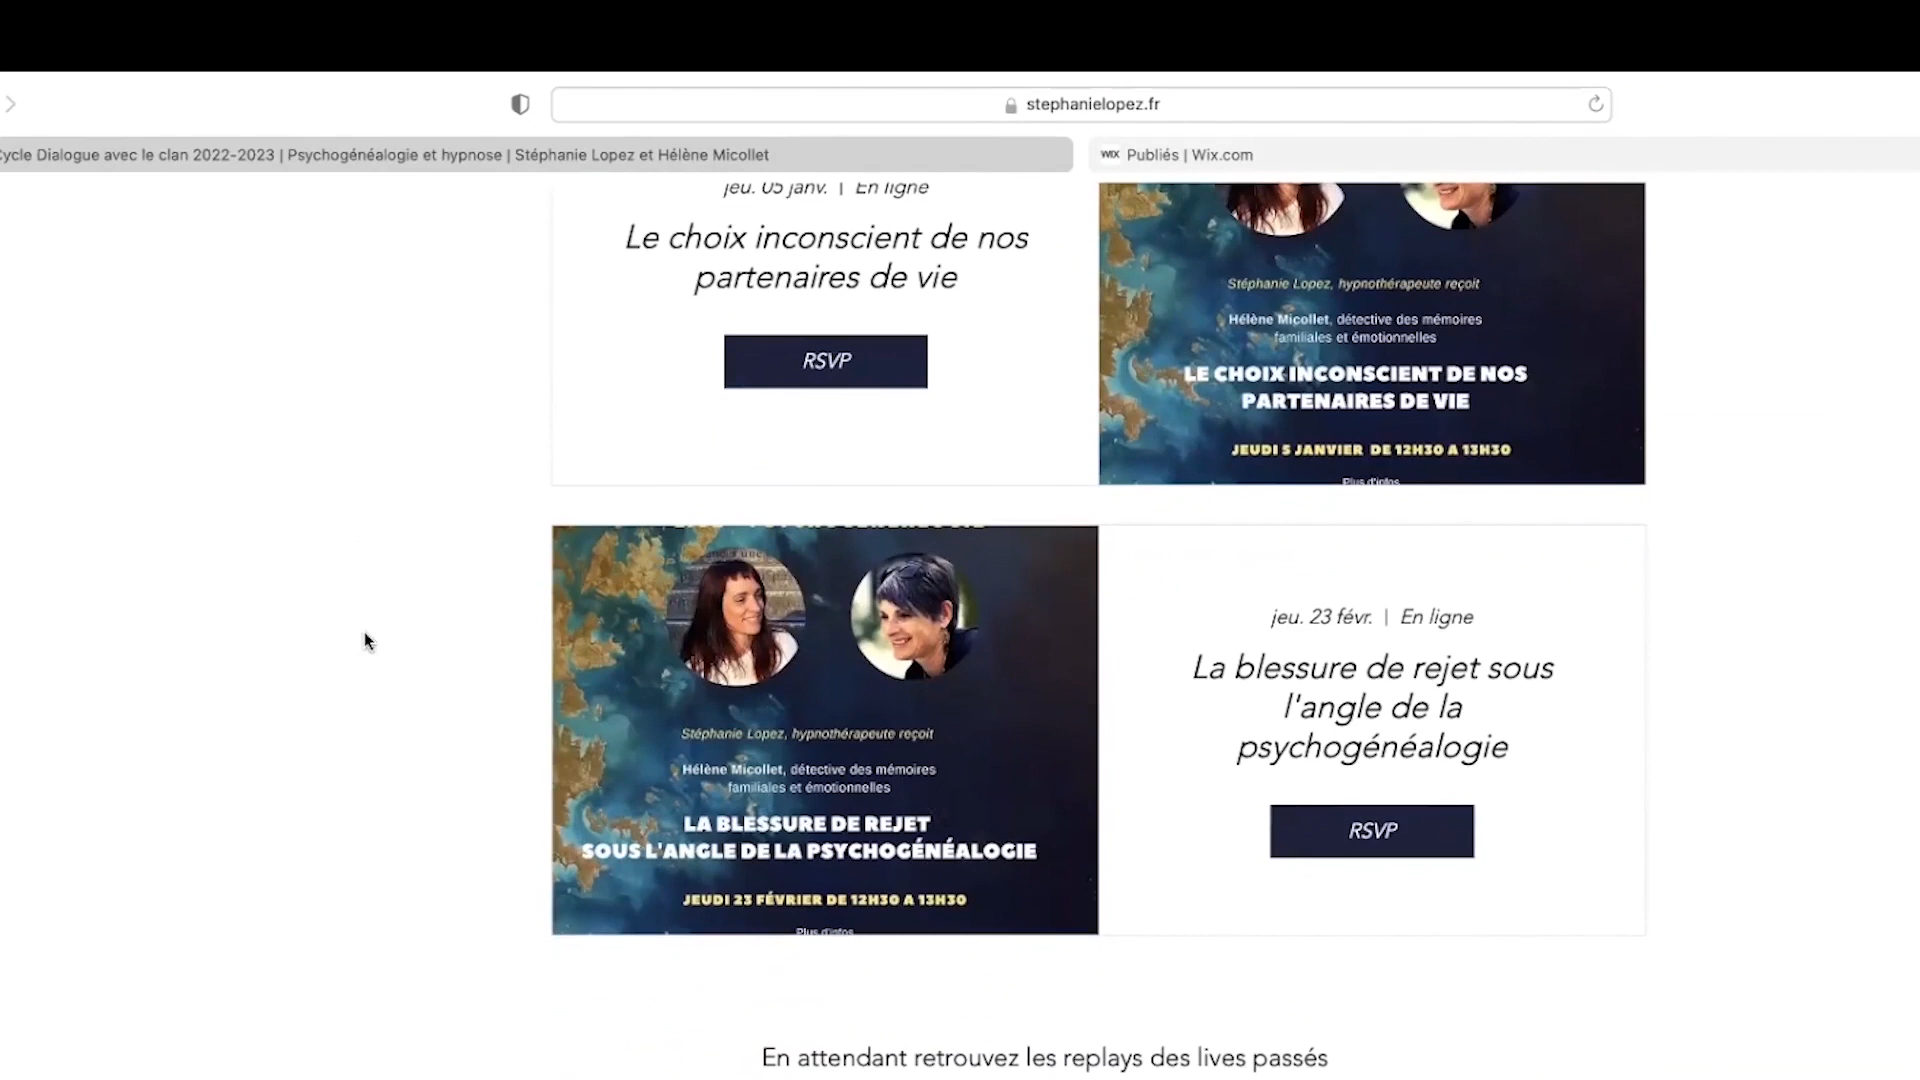 stephanielopez.fr
ycle Dialogue avec le clan 2022-2023 | Psychogénéalogie et hypnose | Stéphanie Lopez et Hélène Micollet
WIX Publiés | Wix.com
jeu. 05 janv. | En ligne
Le choix inconscient de nos
partenaires de vie
RSVP
Stéphanie Lopez, hypnothérapeute reçoit
Hélène Micollet, détective des mémoires
familiales et émotionnelles
LE CHOIX INCONSCIENT DE NOS
PARTENAIRES DE VIE
JEUDI 5 JANVIER DE 12H30 A 13H30
Plus d'infos
Stéphanie Lopez, hypnothérapeute reçoit
Hélène Micollet, détective des mémoires
familiales et émotionnelles
LA BLESSURE DE REJET
SOUS L'ANGLE DE LA PSYCHOGÉNÉALOGIE
JEUDI 23 FÉVRIER DE 12H30 A 13H30
Plus d'infos
jeu. 23 févr. | En ligne
La blessure de rejet sous
l'angle de la
psychogénéalogie
RSVP
En attendant retrouvez les replays des lives passés